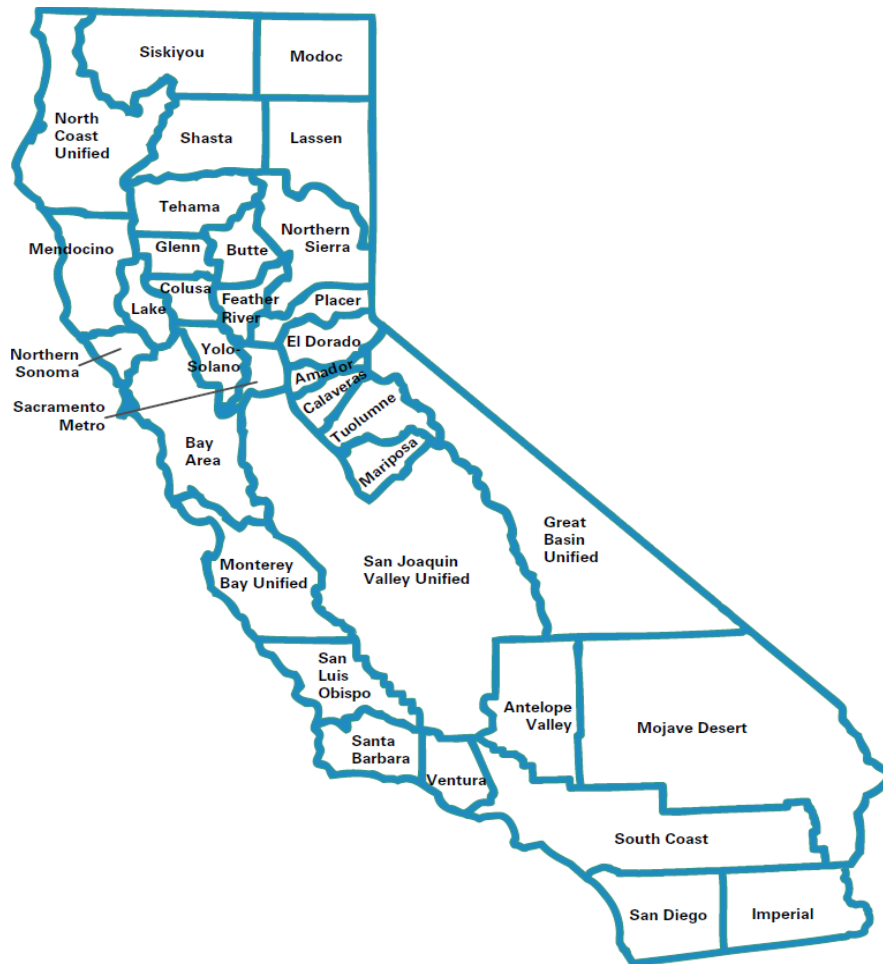 Siskiyou
Modoc
North
Coast
Unified
Shasta
Lassen
Tehama
Northern
Sierra
Mendocino
Glenn
Butte
Colusa
Feather
River
Placer
Lake
Northern
Sonoma
Yolo-
Solano
El Dorado
Sacramento
Metro
Amador
Calaveras
Tuolumne
Mariposa
Bay
Area
Great
Basin
Unified
Monterey
Bay Unified
San Joaquin
Valley Unified
San
Luis
Obispo
Antelope
Valley
Mojave Desert
Santa
Barbara
Ventura
South Coast
San Diego
Imperial